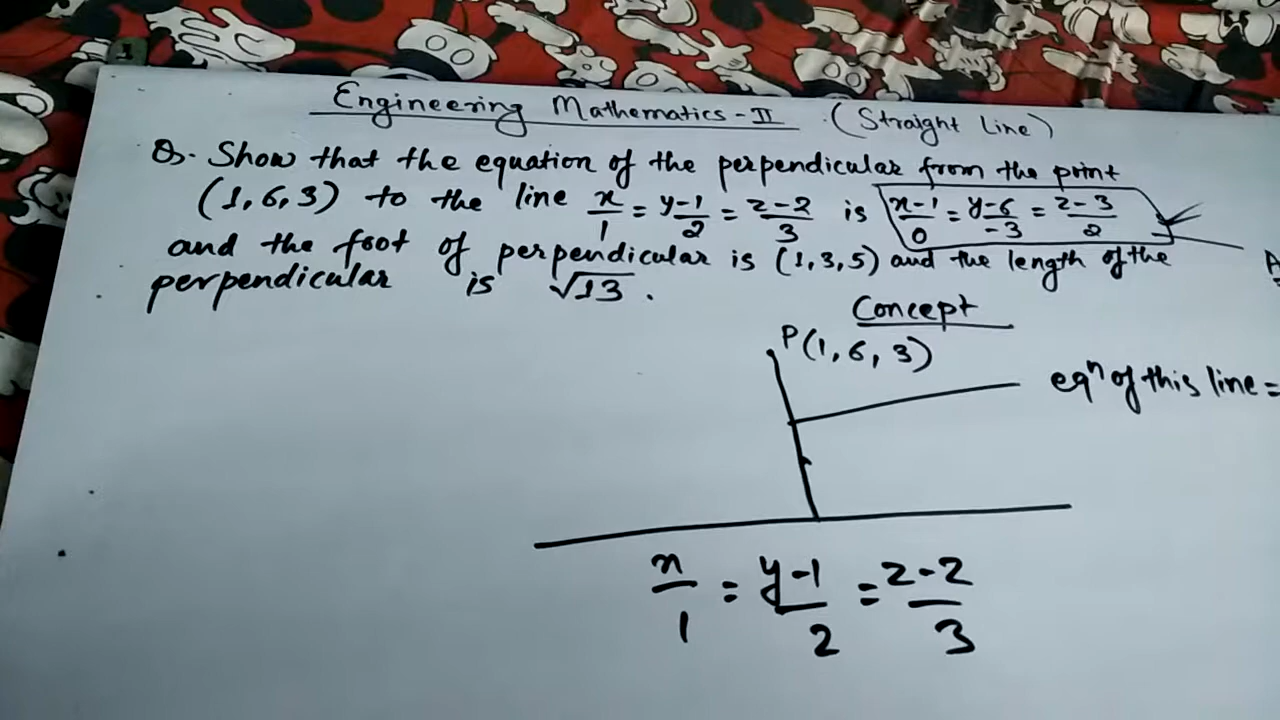 Engineering Mathematics-II (Straight Line)
Q. Show that the equation of the perpendicular from the print
(1,6,3) to the line x/1 = y-1/2 = z-2/3 is x-1/0 = y-6/-3 = z-3/2
and the foot of perpendicular is (1,3,5) and the length of the
perpendicular is √13.
Concept
P(1, 6, 3)
eqⁿ of this line =
x/1 = y-1/2 = z-2/3